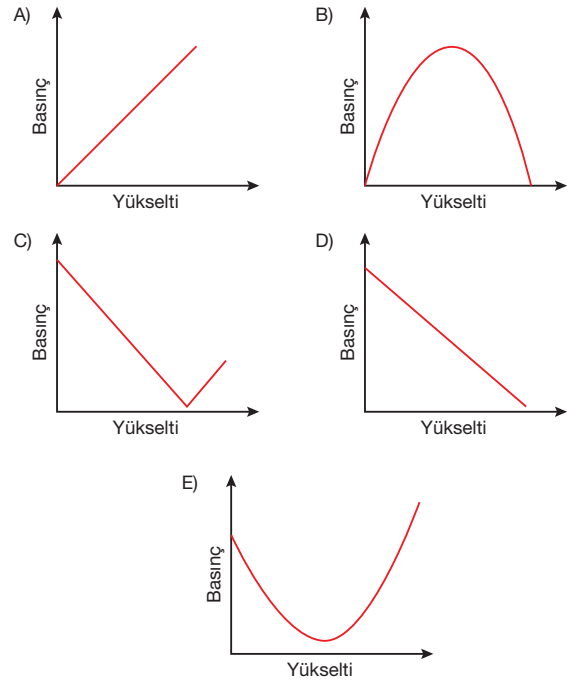 A)
Basınç
Yükselti
B)
Basınç
Yükselti
C)
Basınç
Yükselti
D)
Basınç
Yükselti
E)
Basınç
Yükselti